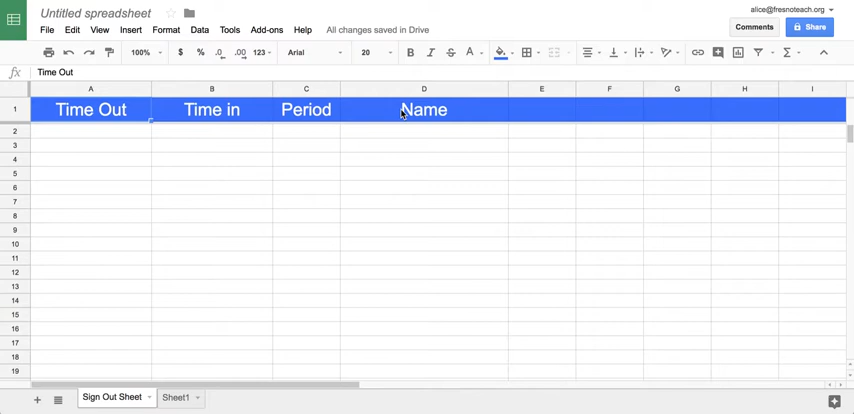 Untitled spreadsheet
alice@fresnoteach.org
File Edit View Insert Format Data Tools Add-ons Help All changes saved in Drive
Comments Share
100% $ % .0 .00 123 Arial 20 B I S A
fx Time Out
A B C D E F G H I
1 Time Out Time in Period Name
2
3
4
5
6
7
8
9
10
11
12
13
14
15
16
17
18
19
Sign Out Sheet Sheet1